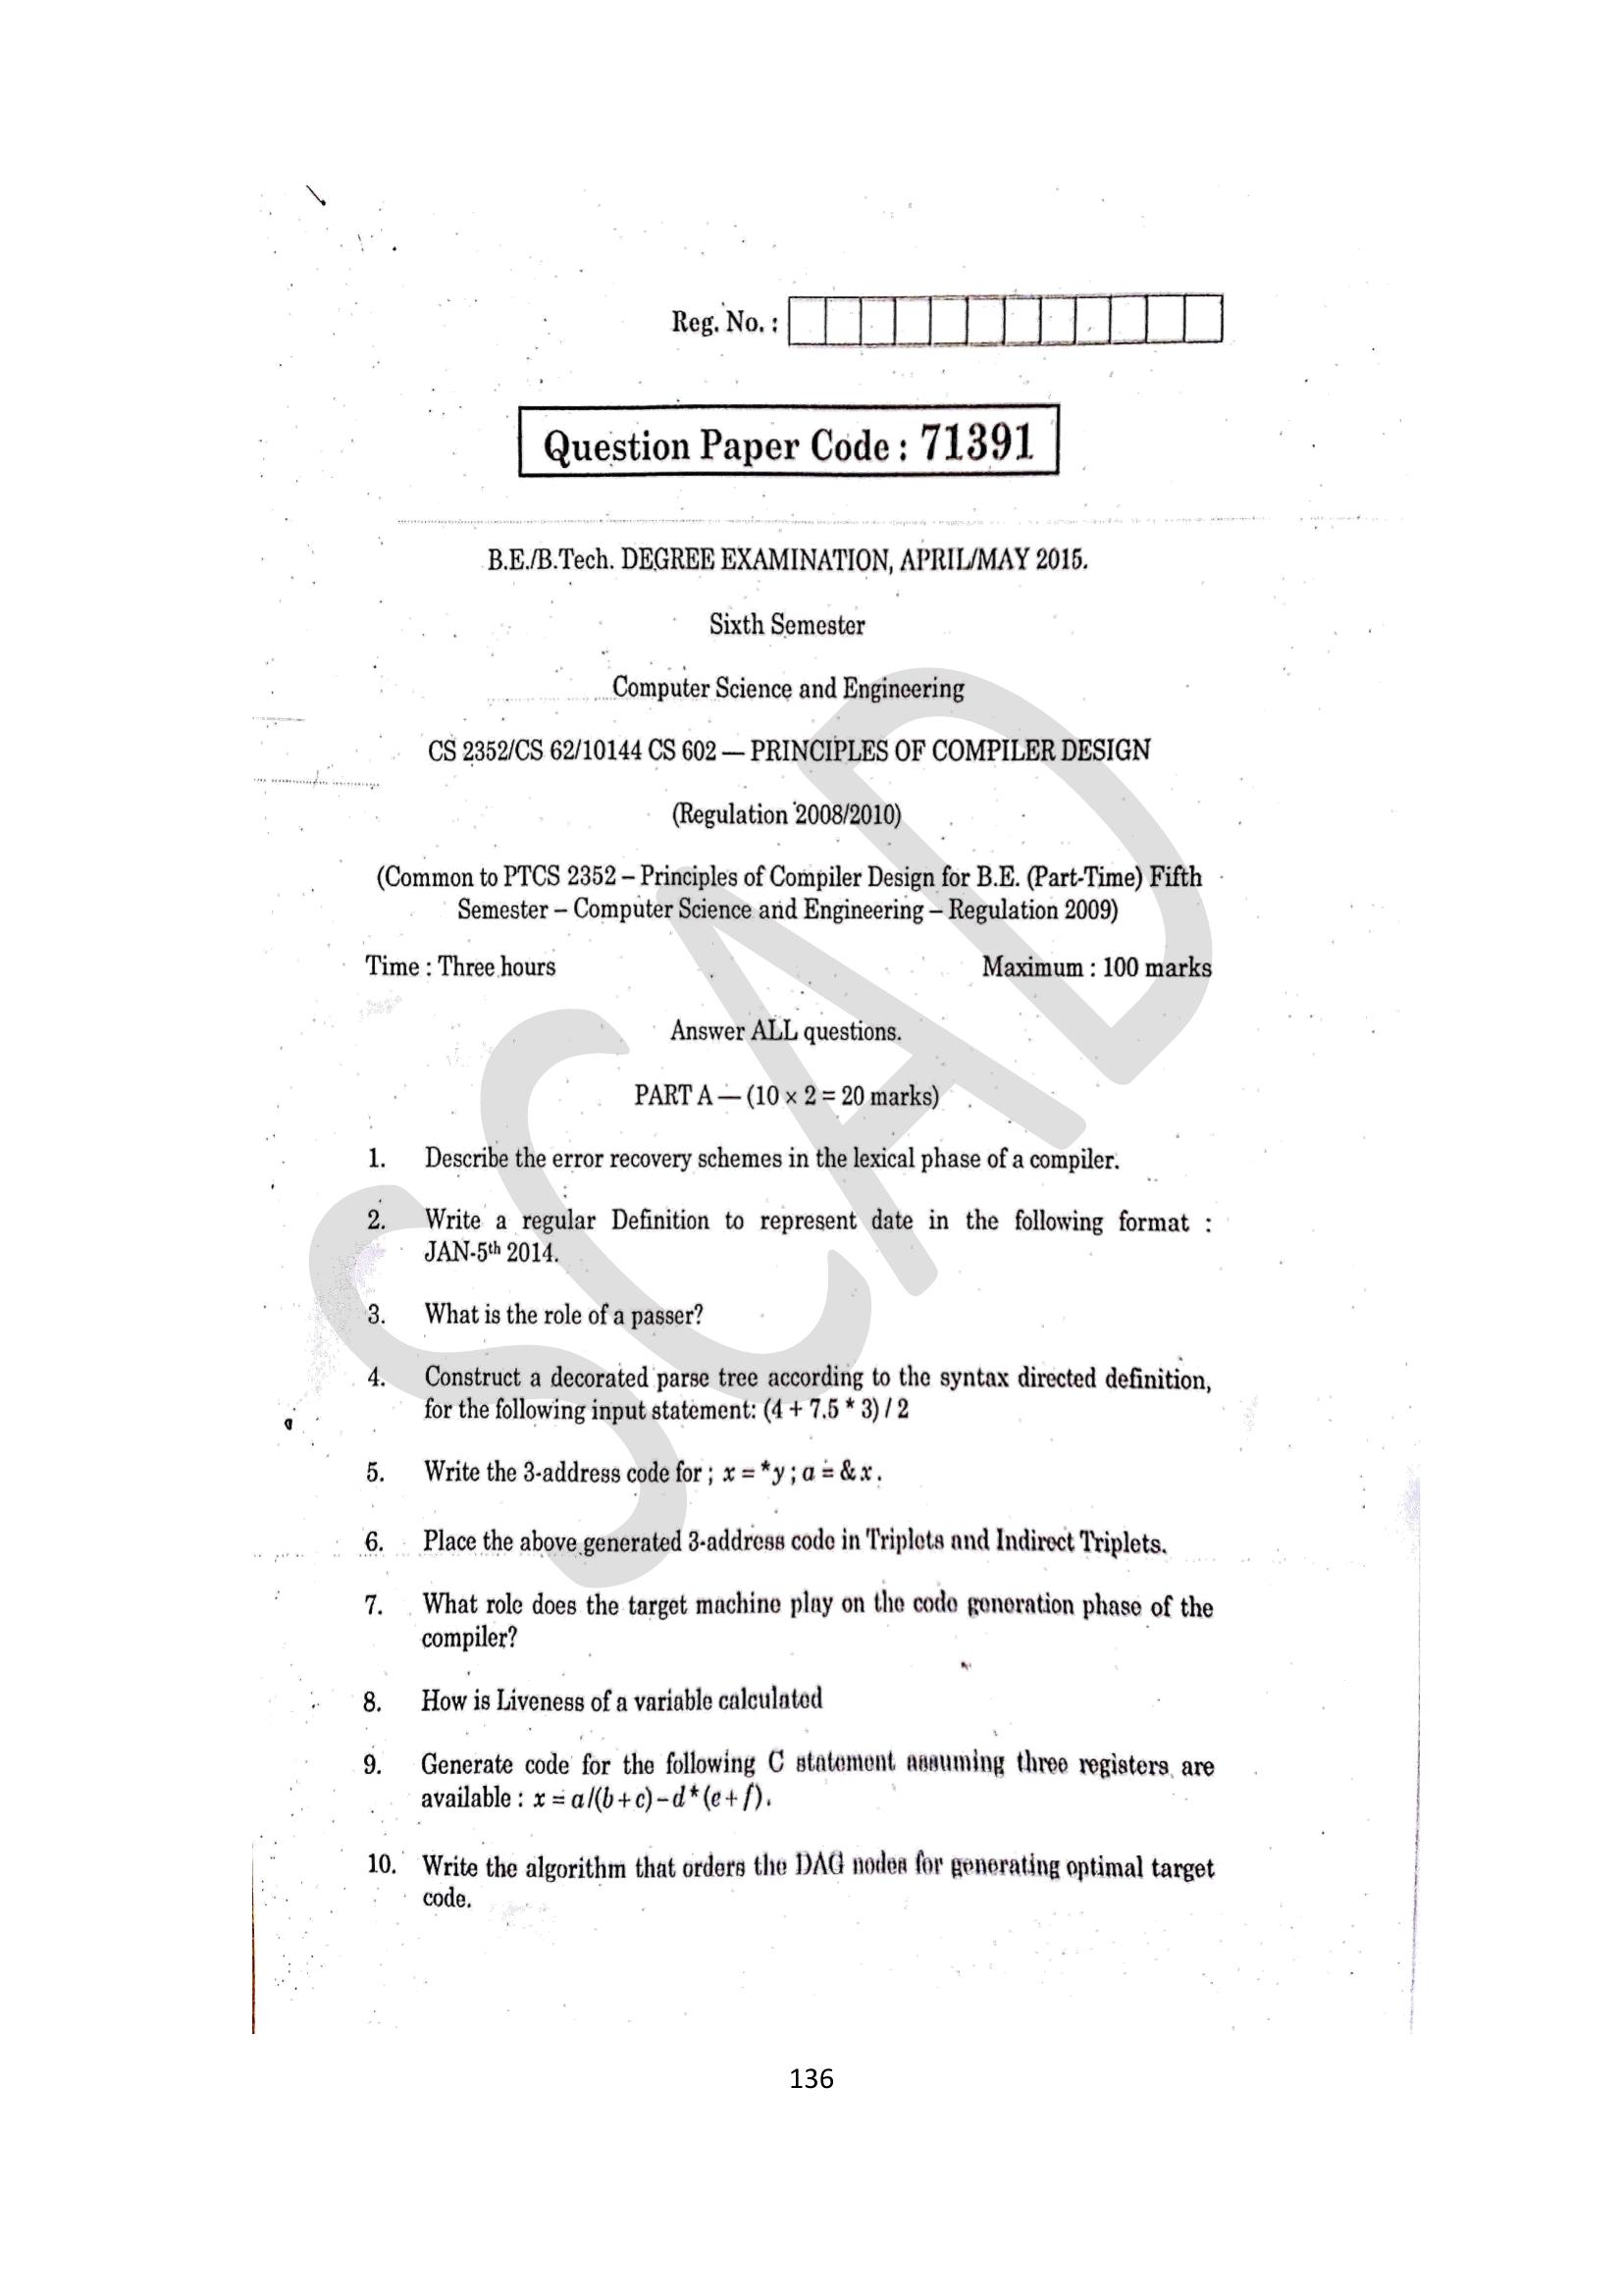 Reg. No. :
Question Paper Code : 71391
B.E./B.Tech. DEGREE EXAMINATION, APRIL/MAY 2015.
Sixth Semester
Computer Science and Engineering
CS 2352/CS 62/10144 CS 602 — PRINCIPLES OF COMPILER DESIGN
(Regulation 2008/2010)
(Common to PTCS 2352 – Principles of Compiler Design for B.E. (Part-Time) Fifth
Semester – Computer Science and Engineering – Regulation 2009)
Time : Three hours Maximum : 100 marks
Answer ALL questions.
PART A — (10 × 2 = 20 marks)
1. Describe the error recovery schemes in the lexical phase of a compiler.
2. Write a regular Definition to represent date in the following format :
JAN-5th 2014.
3. What is the role of a passer?
4. Construct a decorated parse tree according to the syntax directed definition,
for the following input statement: (4 + 7.5 * 3) / 2
5. Write the 3-address code for ; x = *y ; a = & x .
6. Place the above generated 3-address code in Triplets and Indirect Triplets.
7. What role does the target machine play on the code generation phase of the
compiler?
8. How is Liveness of a variable calculated
9. Generate code for the following C statement assuming three registers are
available : x = a/(b+c)–d*(e+f).
10. Write the algorithm that orders the DAG nodes for generating optimal target
code.
SCAD
136